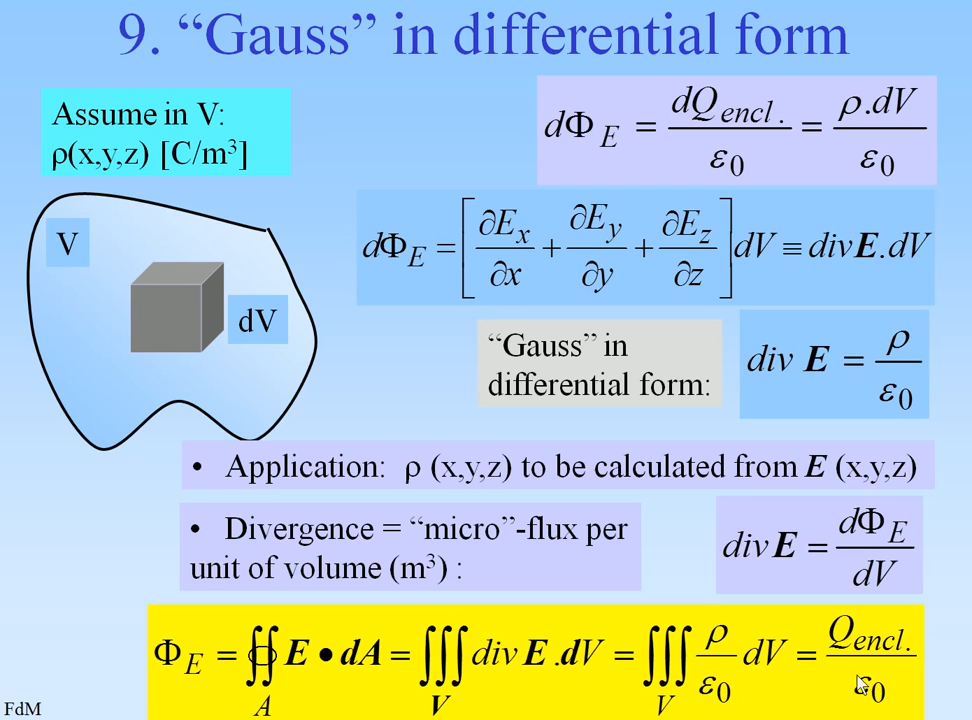 9. “Gauss” in differential form
Assume in V:
ρ(x,y,z) [C/m³]
dΦ_E = dQ_encl. / ε₀ = ρ.dV / ε₀
V
dV
dΦ_E = [∂E_x/∂x + ∂E_y/∂y + ∂E_z/∂z] dV ≡ divE.dV
“Gauss” in
differential form:
div E = ρ / ε₀
• Application: ρ (x,y,z) to be calculated from E (x,y,z)
• Divergence = “micro”-flux per
unit of volume (m³) :
divE = dΦ_E / dV
Φ_E = ∯_A E • dA = ∭_V div E .dV = ∭_V ρ/ε₀ dV = Q_encl. / ε₀
FdM